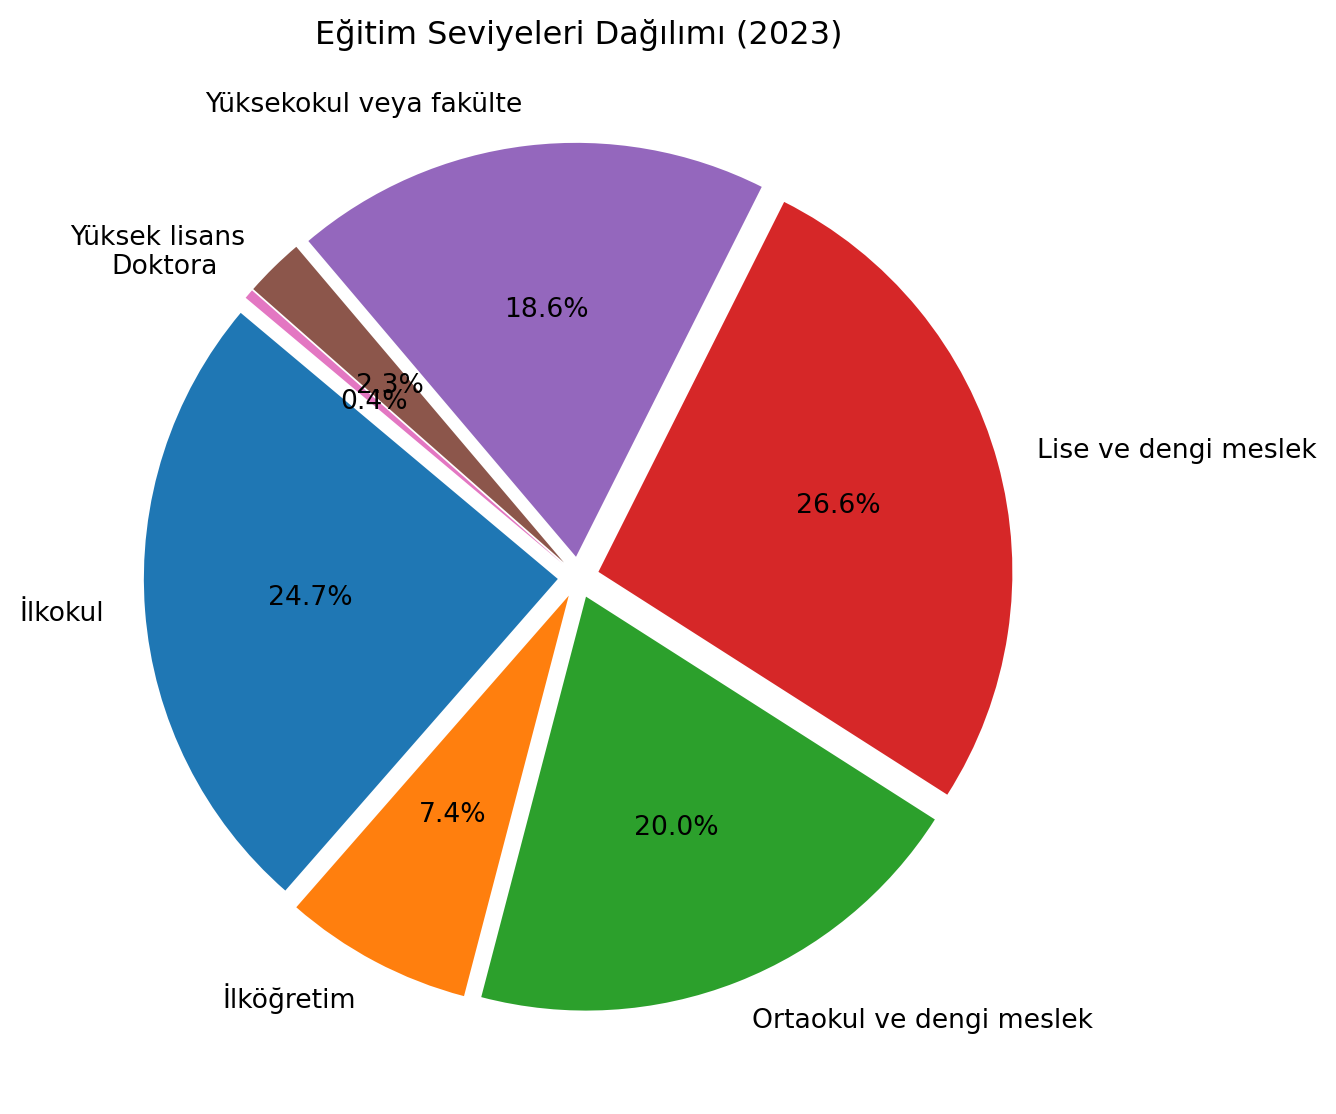 Eğitim Seviyeleri Dağılımı (2023)
Yüksekokul veya fakülte
Yüksek lisans
Doktora
18.6%
2.3%
0.4%
Lise ve dengi meslek
26.6%
24.7%
İlkokul
7.4%
20.0%
İlköğretim
Ortaokul ve dengi meslek